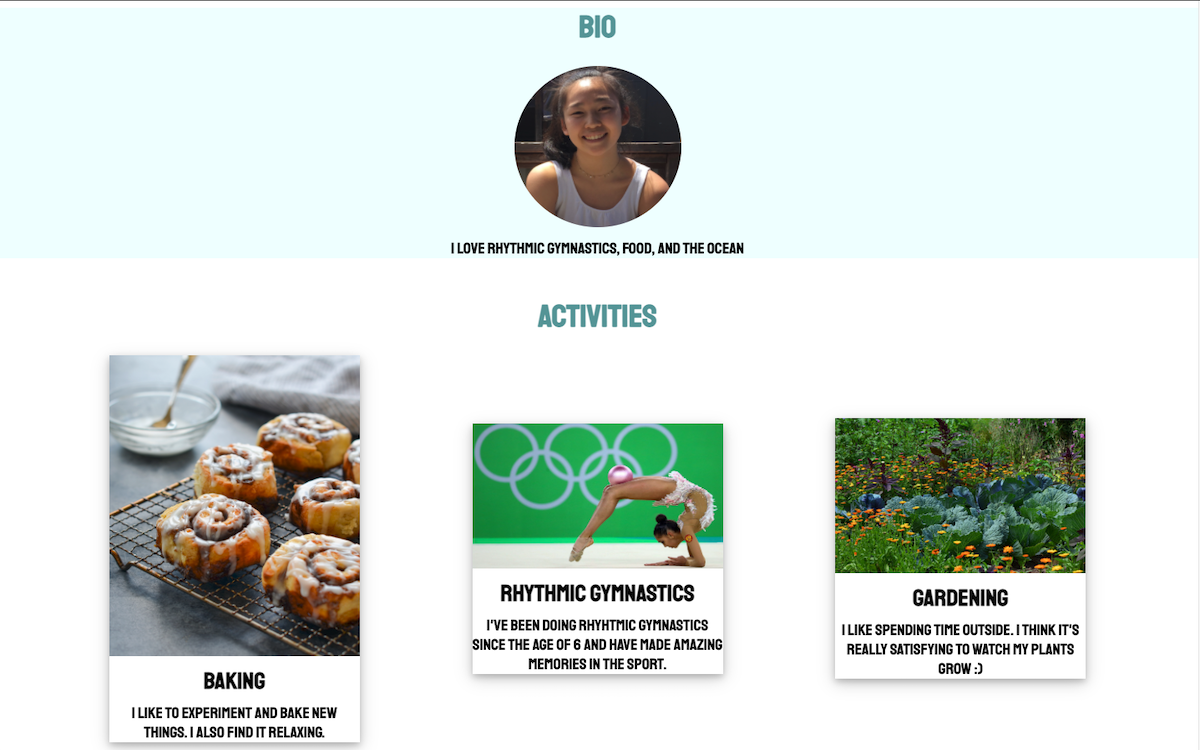 BIO
I LOVE RHYTHMIC GYMNASTICS, FOOD, AND THE OCEAN
ACTIVITIES
BAKING
I LIKE TO EXPERIMENT AND BAKE NEW
THINGS. I ALSO FIND IT RELAXING.
RHYTHMIC GYMNASTICS
I'VE BEEN DOING RHYHTMIC GYMNASTICS
SINCE THE AGE OF 6 AND HAVE MADE AMAZING
MEMORIES IN THE SPORT.
GARDENING
I LIKE SPENDING TIME OUTSIDE. I THINK IT'S
REALLY SATISFYING TO WATCH MY PLANTS
GROW :)